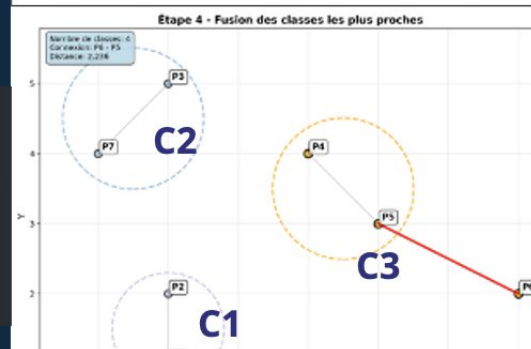 Étape 4 - Fusion des classes les plus proches
Nombre de classes: 4
Connexion: P6 - P5
Distance: 2.236
5
P3
P7
C2
4
P4
Y
3
P5
C3
2
P2
P6
C1